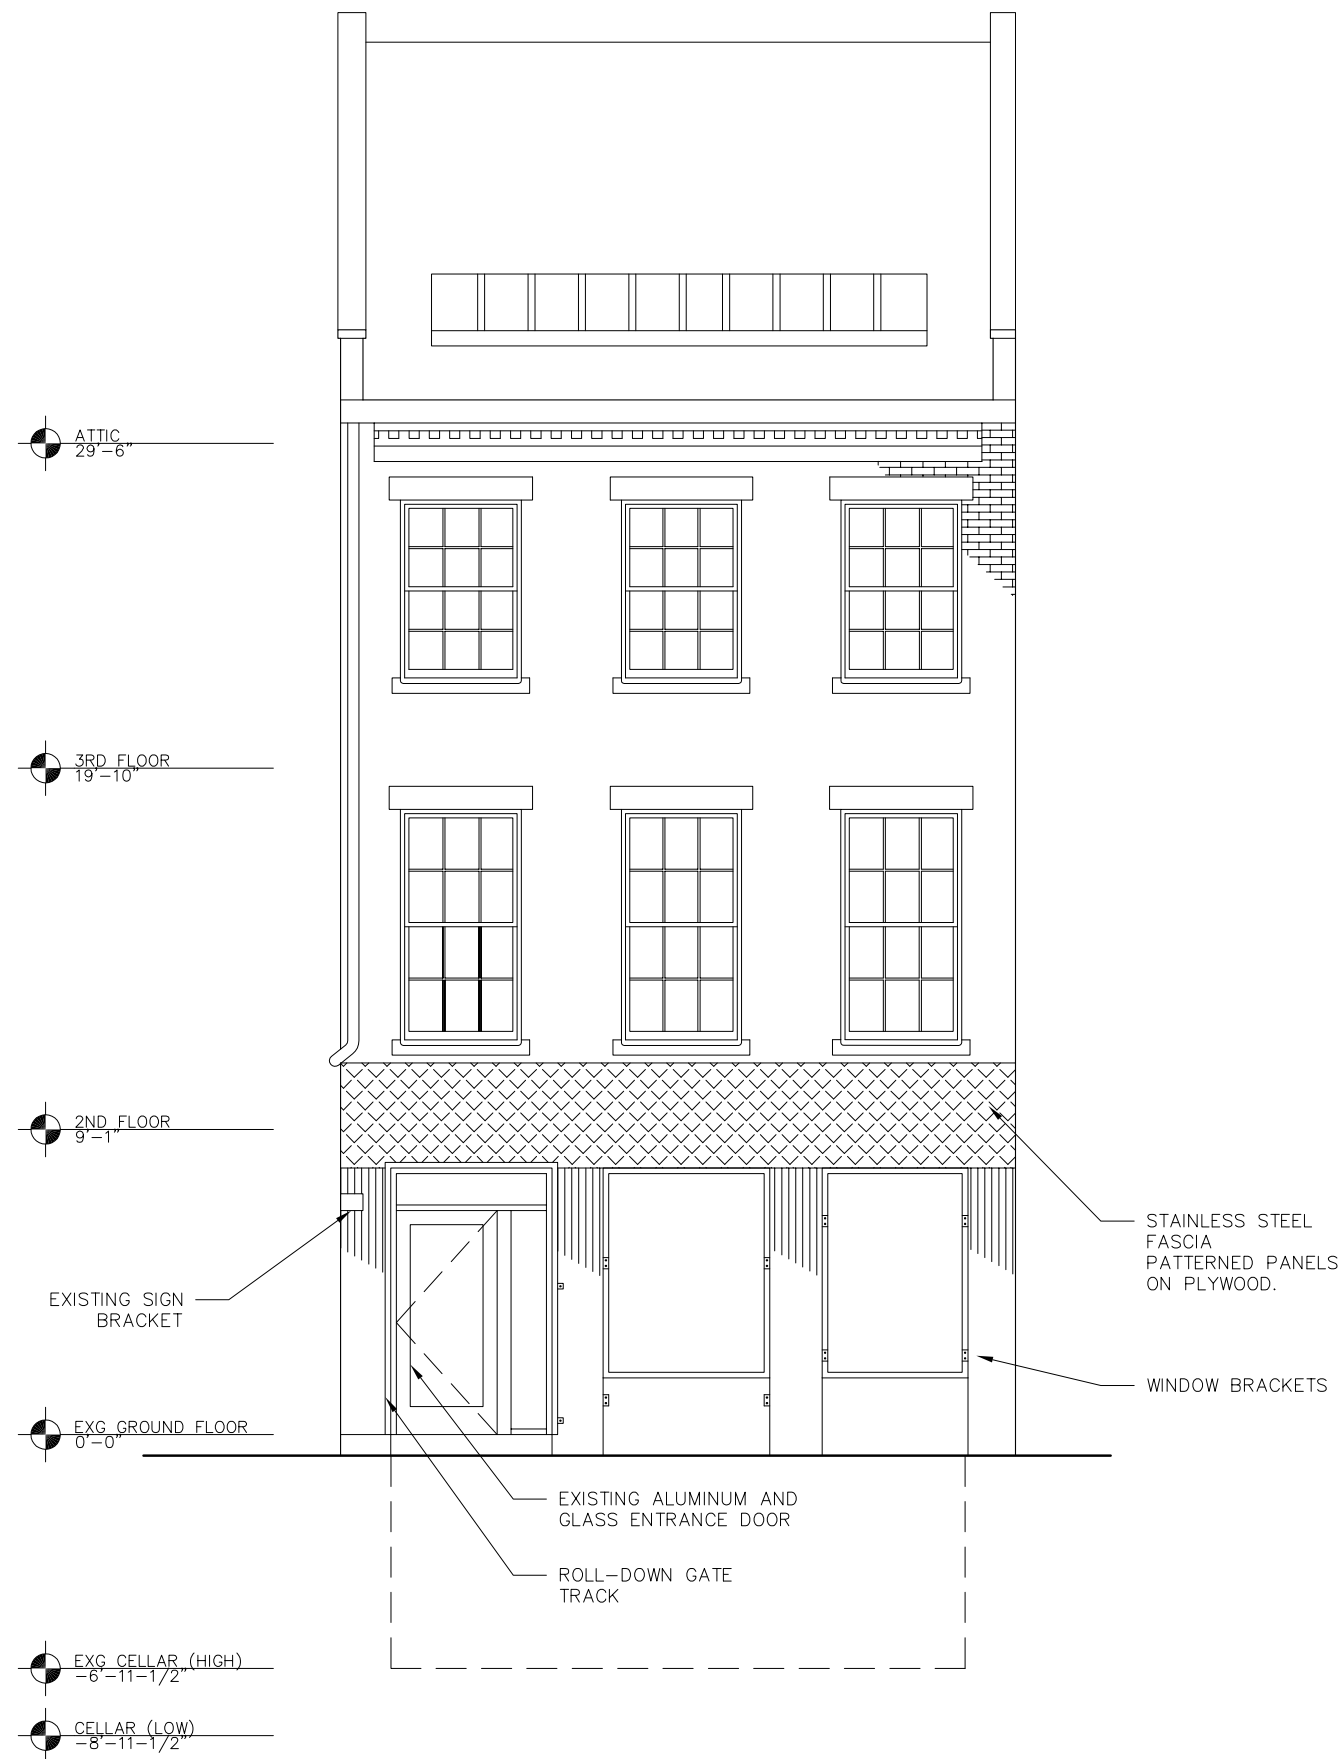 ATTIC
29'-6"
3RD FLOOR
19'-10"
2ND FLOOR
9'-1"
STAINLESS STEEL
FASCIA
PATTERNED PANELS
ON PLYWOOD.
EXISTING SIGN
BRACKET
WINDOW BRACKETS
EXG GROUND FLOOR
0'-0"
EXISTING ALUMINUM AND
GLASS ENTRANCE DOOR
ROLL-DOWN GATE
TRACK
EXG CELLAR (HIGH)
-6'-11-1/2"
CELLAR (LOW)
-8'-11-1/2"